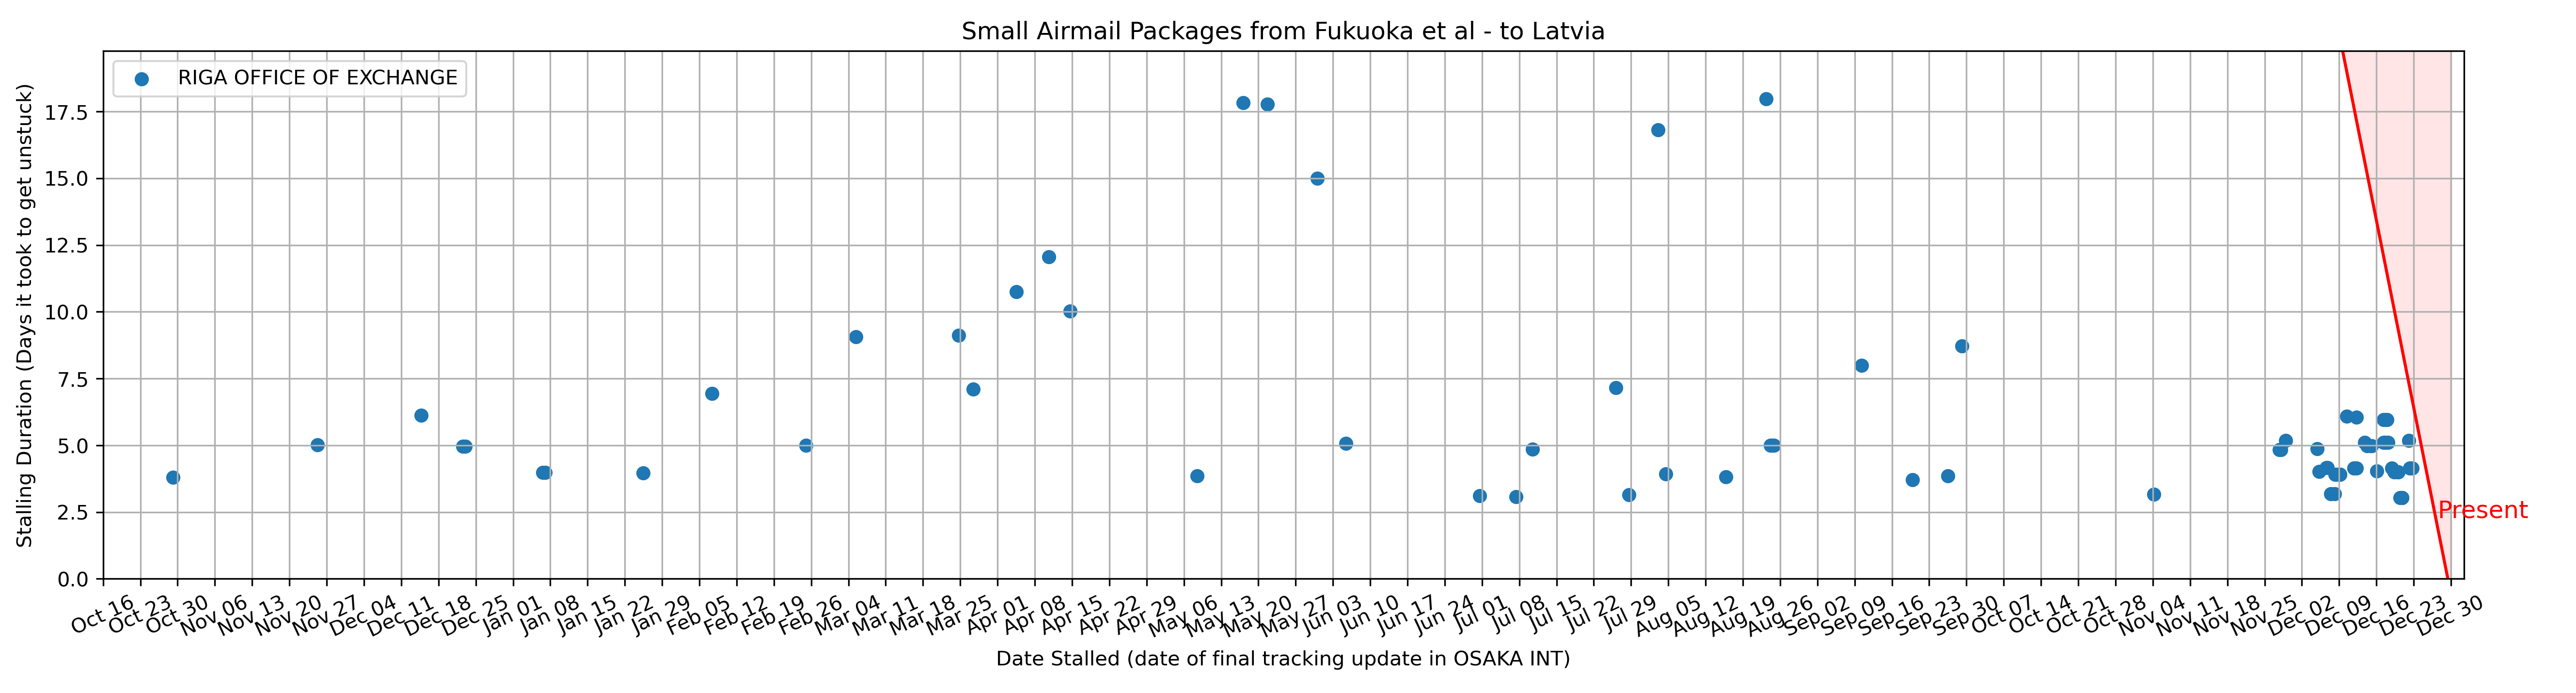 Small Airmail Packages from Fukuoka et al - to Latvia
RIGA OFFICE OF EXCHANGE
Stalling Duration (Days it took to get unstuck)
17.5
15.0
12.5
10.0
7.5
5.0
2.5
0.0
Present
Oct 16
Oct 23
Oct 30
Nov 06
Nov 13
Nov 20
Nov 27
Dec 04
Dec 11
Dec 18
Dec 25
Jan 01
Jan 08
Jan 15
Jan 22
Jan 29
Feb 05
Feb 12
Feb 19
Feb 26
Mar 04
Mar 11
Mar 18
Mar 25
Apr 01
Apr 08
Apr 15
Apr 22
Apr 29
May 06
May 13
May 20
May 27
Jun 03
Jun 10
Jun 17
Jun 24
Jul 01
Jul 08
Jul 15
Jul 22
Jul 29
Aug 05
Aug 12
Aug 19
Aug 26
Sep 02
Sep 09
Sep 16
Sep 23
Sep 30
Oct 07
Oct 14
Oct 21
Oct 28
Nov 04
Nov 11
Nov 18
Nov 25
Dec 02
Dec 09
Dec 16
Dec 23
Dec 30
Date Stalled (date of final tracking update in OSAKA INT)